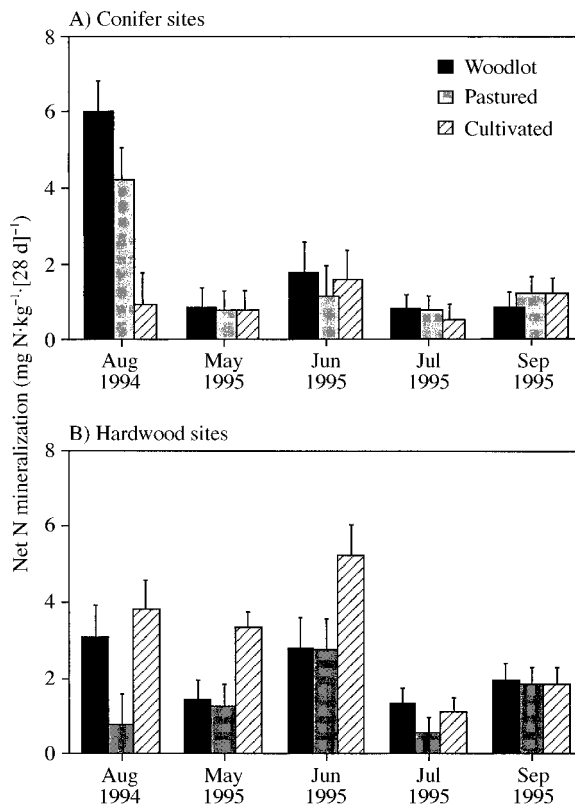 A) Conifer sites
8
Woodlot
Pastured
Cultivated
6
4
2
0
Aug May Jun Jul Sep
1994 1995 1995 1995 1995
Net N mineralization (mg N·kg⁻¹·[28 d]⁻¹)
B) Hardwood sites
8
6
4
2
0
Aug May Jun Jul Sep
1994 1995 1995 1995 1995